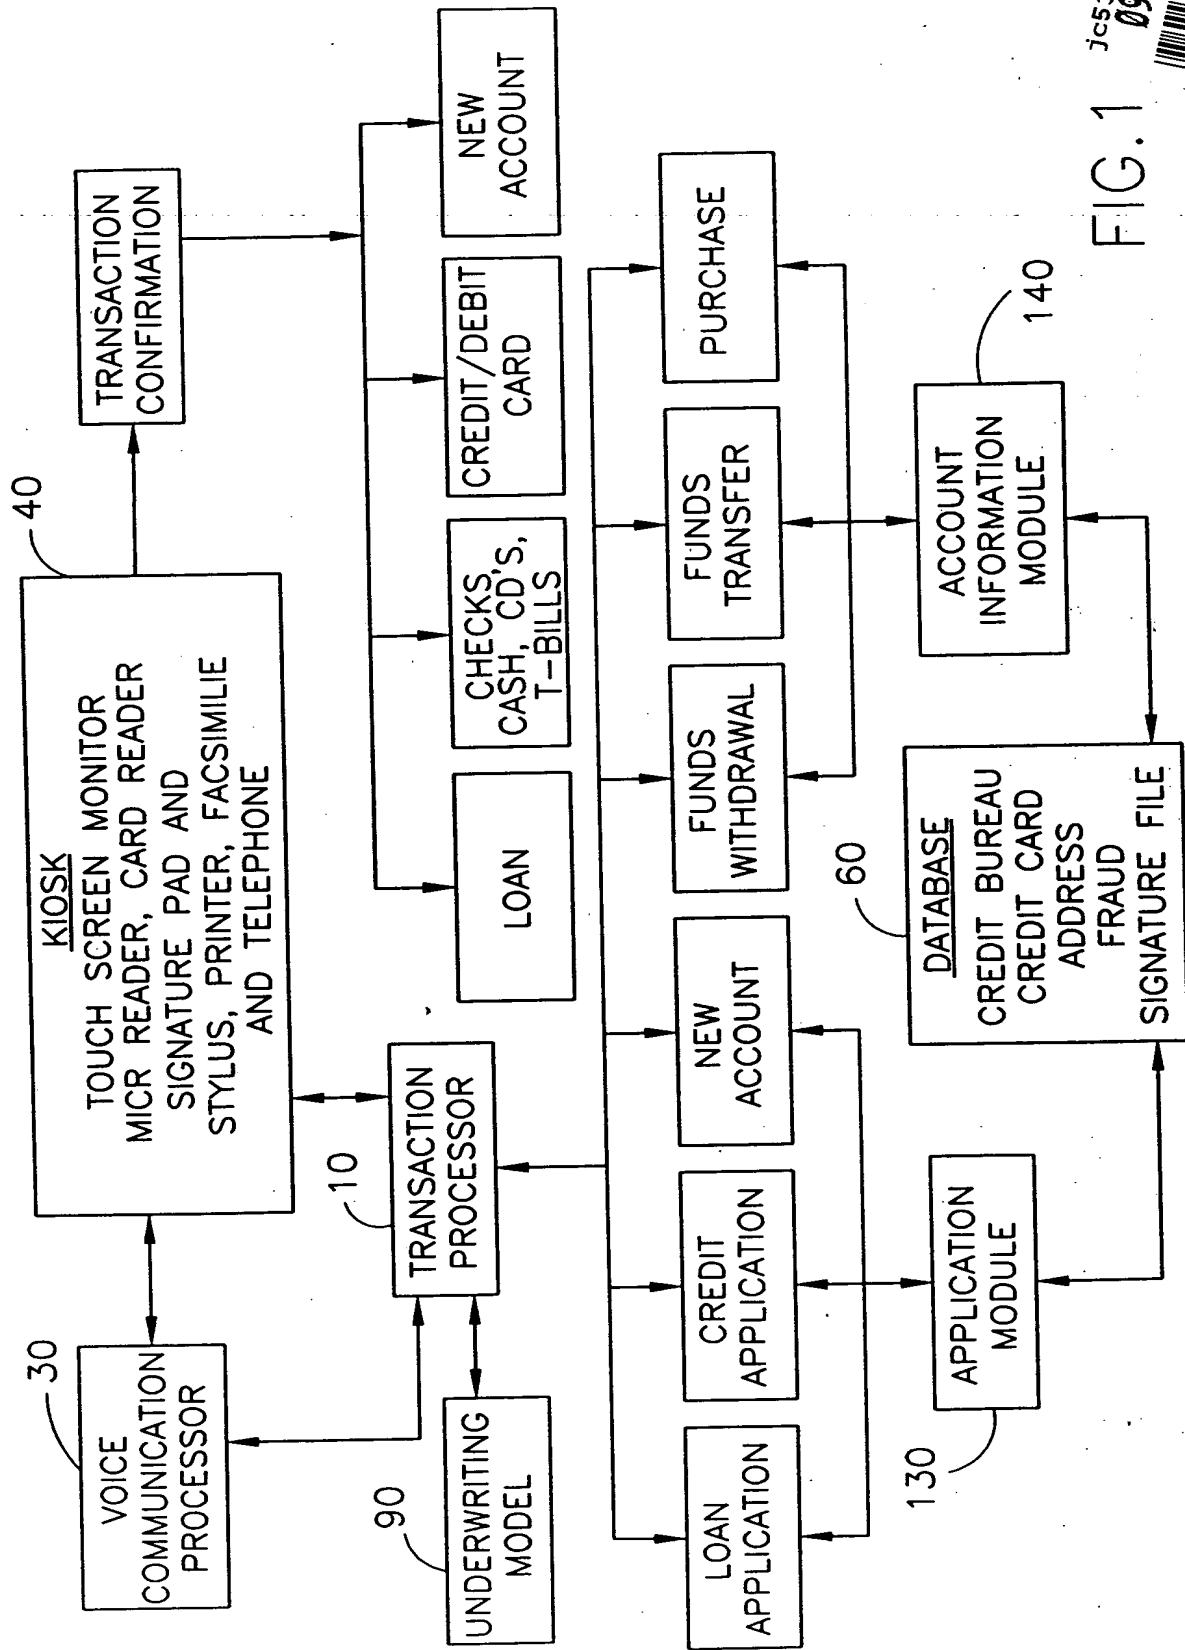 40
KIOSK
TOUCH SCREEN MONITOR
MICR READER, CARD READER
SIGNATURE PAD AND
STYLUS, PRINTER, FACSIMILIE
AND TELEPHONE
30
VOICE
COMMUNICATION
PROCESSOR
TRANSACTION
CONFIRMATION
10
TRANSACTION
PROCESSOR
90
UNDERWRITING
MODEL
LOAN
CHECKS,
CASH, CD'S,
T-BILLS
CREDIT/DEBIT
CARD
NEW
ACCOUNT
LOAN
APPLICATION
CREDIT
APPLICATION
NEW
ACCOUNT
FUNDS
WITHDRAWAL
FUNDS
TRANSFER
PURCHASE
130
APPLICATION
MODULE
60
DATABASE
CREDIT BUREAU
CREDIT CARD
ADDRESS
FRAUD
SIGNATURE FILE
140
ACCOUNT
INFORMATION
MODULE
FIG. 1